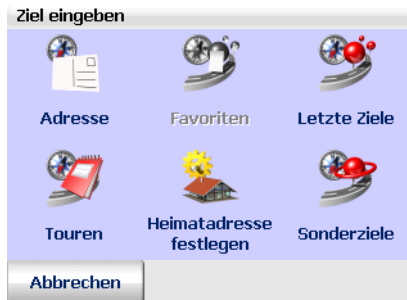 Ziel eingeben
Adresse
Favoriten
Letzte Ziele
Touren
Heimatadresse
festlegen
Sonderziele
Abbrechen